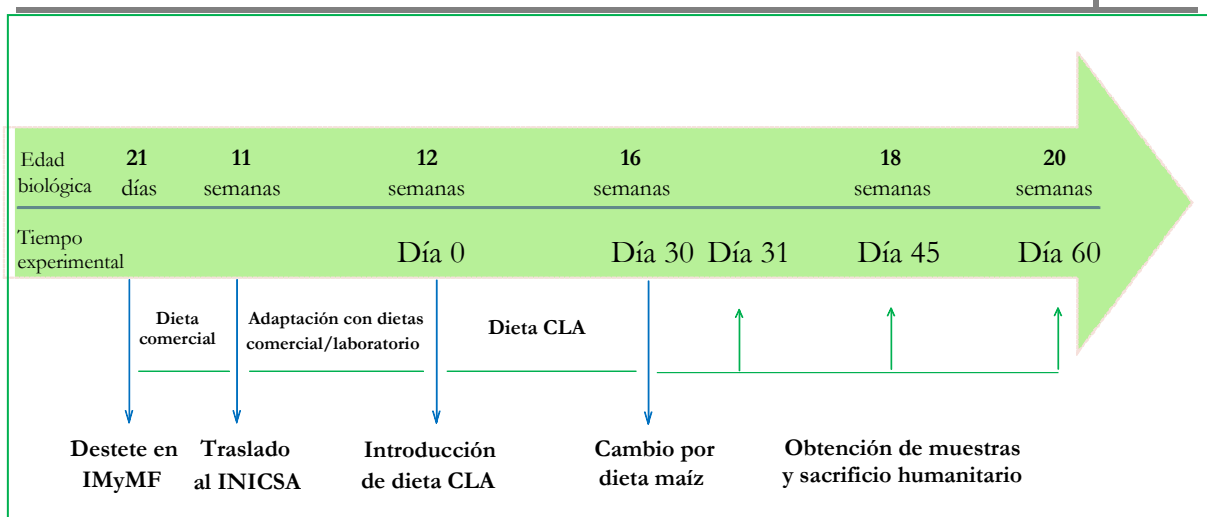 Edad biológica
21 días
11 semanas
12 semanas
16 semanas
18 semanas
20 semanas
Tiempo experimental
Día 0
Día 30
Día 31
Día 45
Día 60
Dieta
comercial
Adaptación con dietas
comercial/laboratorio
Dieta CLA
Destete en
IMyMF
Traslado
al INICSA
Introducción
de dieta CLA
Cambio por
dieta maíz
Obtención de muestras
y sacrificio humanitario